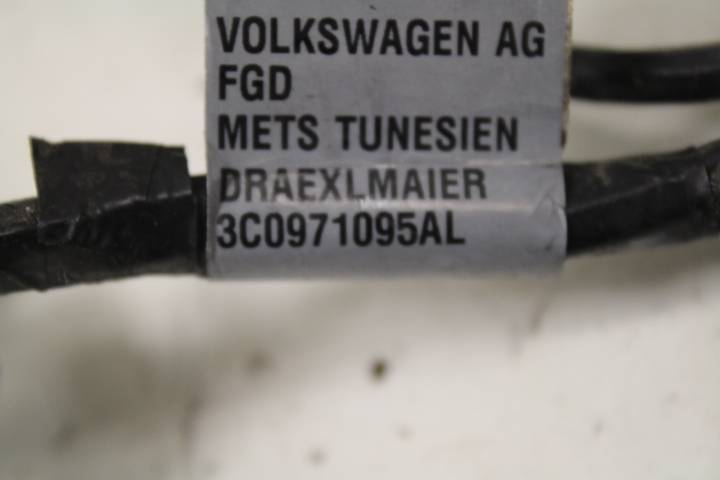 VOLKSWAGEN AG
FGD
METS TUNESIEN
DRAEXLMAIER
3C0971095AL